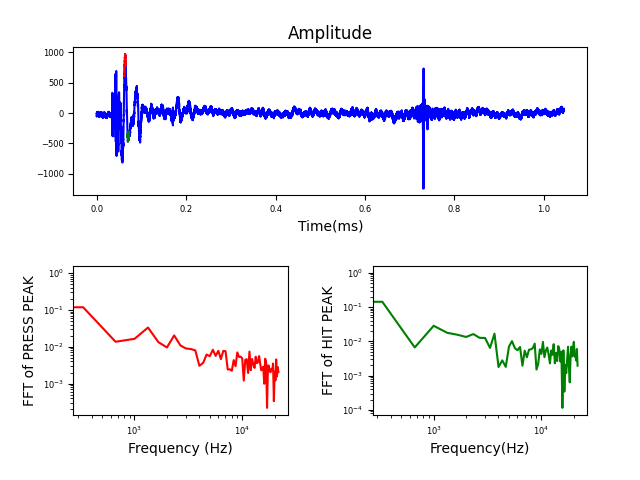 Amplitude
1000
500
0
−500
−1000
0.0 0.2 0.4 0.6 0.8 1.0
Time(ms)
FFT of PRESS PEAK
10⁰
10⁻¹
10⁻²
10⁻³
10³ 10⁴
Frequency (Hz)
FFT of HIT PEAK
10⁰
10⁻¹
10⁻²
10⁻³
10⁻⁴
10³ 10⁴
Frequency(Hz)